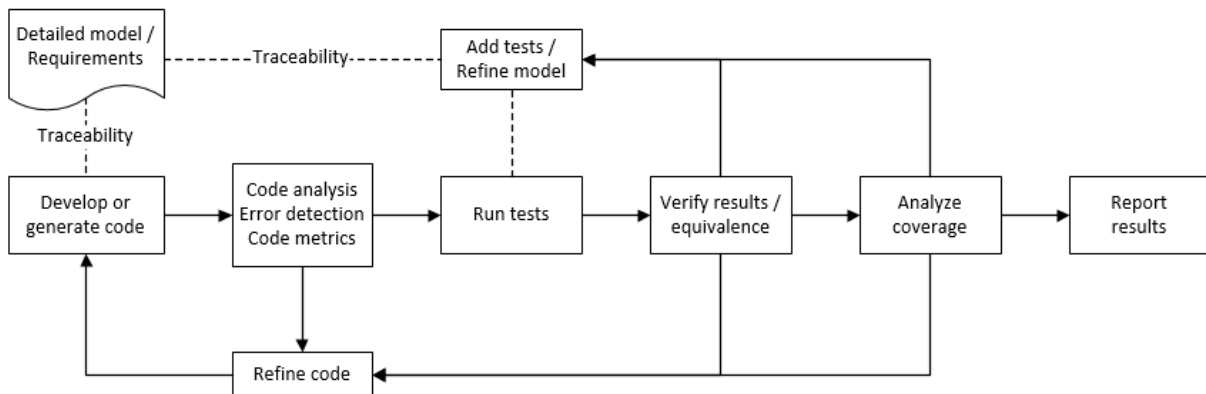 Detailed model /
Requirements
Traceability
Add tests /
Refine model
Traceability
Develop or
generate code
Code analysis
Error detection
Code metrics
Run tests
Verify results /
equivalence
Analyze
coverage
Report
results
Refine code